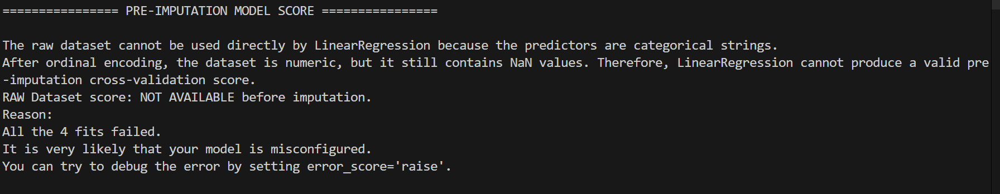 ================ PRE-IMPUTATION MODEL SCORE ================
The raw dataset cannot be used directly by LinearRegression because the predictors are categorical strings.
After ordinal encoding, the dataset is numeric, but it still contains NaN values. Therefore, LinearRegression cannot produce a valid pre
-imputation cross-validation score.
RAW Dataset score: NOT AVAILABLE before imputation.
Reason:
All the 4 fits failed.
It is very likely that your model is misconfigured.
You can try to debug the error by setting error_score='raise'.